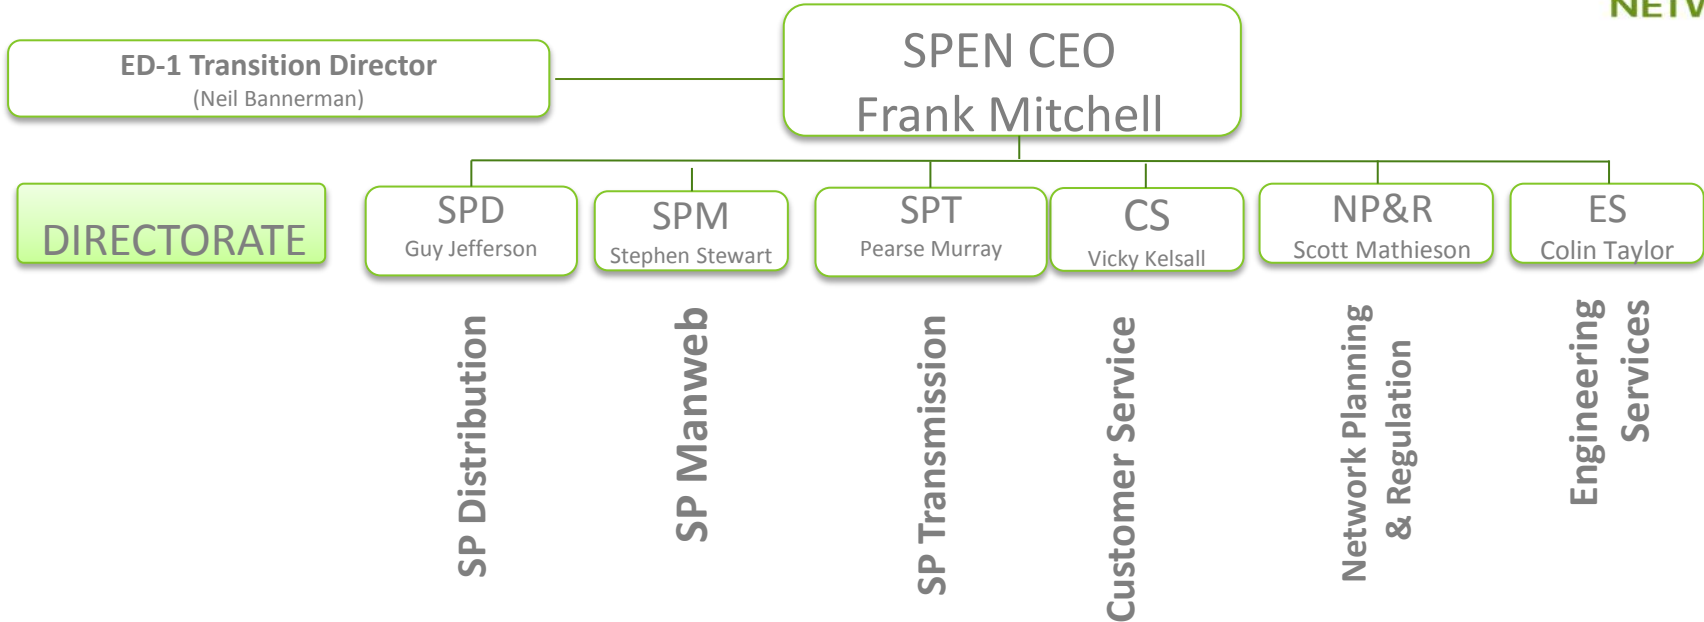 ED-1 Transition Director
(Neil Bannerman)
SPEN CEO
Frank Mitchell
DIRECTORATE
SPD
Guy Jefferson
SPM
Stephen Stewart
SPT
Pearse Murray
CS
Vicky Kelsall
NP&R
Scott Mathieson
ES
Colin Taylor
SP Distribution
SP Manweb
SP Transmission
Customer Service
Network Planning
& Regulation
Engineering
Services